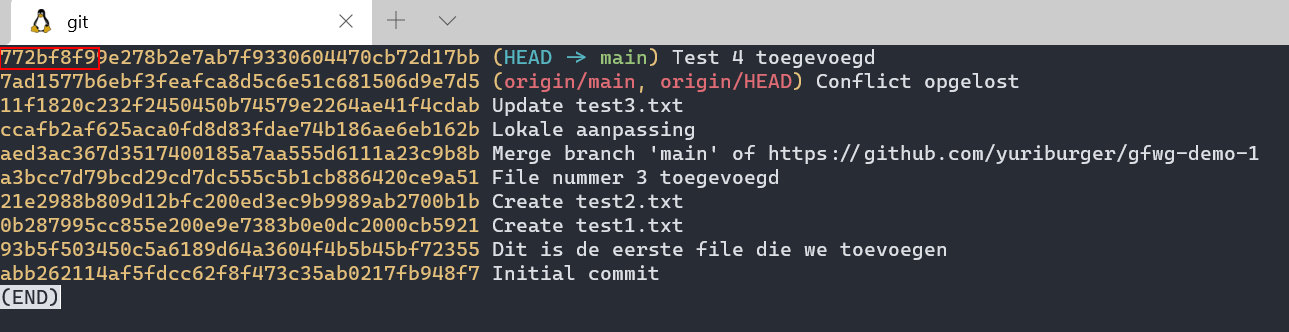 git
772bf8f99e278b2e7ab7f9330604470cb72d17bb (HEAD -> main) Test 4 toegevoegd
7ad1577b6ebf3feafca8d5c6e51c681506d9e7d5 (origin/main, origin/HEAD) Conflict opgelost
11f1820c232f2450450b74579e2264ae41f4cdab Update test3.txt
ccafb2af625aca0fd8d83fdae74b186ae6eb162b Lokale aanpassing
aed3ac367d3517400185a7aa555d6111a23c9b8b Merge branch 'main' of https://github.com/yuriburger/gfwg-demo-1
a3bcc7d79bcd29cd7dc555c5b1cb886420ce9a51 File nummer 3 toegevoegd
21e2988b809d12bfc200ed3ec9b9989ab2700b1b Create test2.txt
0b287995cc855e200e9e7383b0e0dc2000cb5921 Create test1.txt
93b5f503450c5a6189d64a3604f4b5b45bf72355 Dit is de eerste file die we toevoegen
abb262114af5fdcc62f8f473c35ab0217fb948f7 Initial commit
(END)